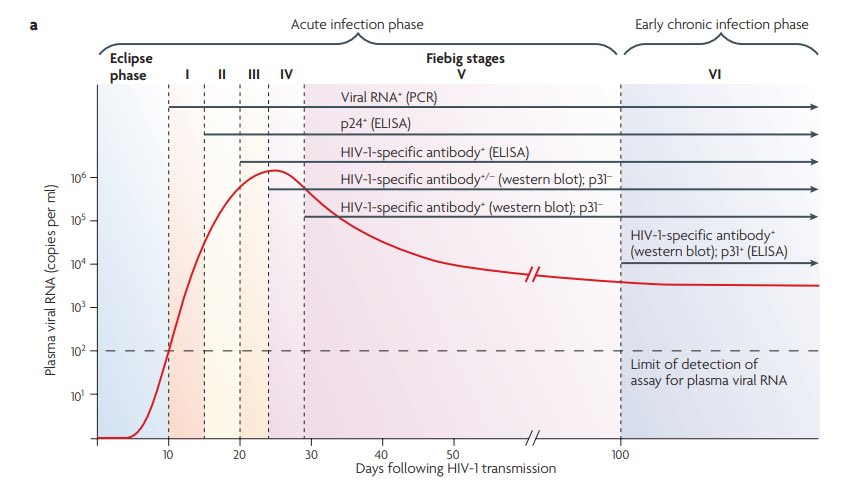 a
Acute infection phase
Early chronic infection phase
Eclipse
phase
Fiebig stages
I
II
III
IV
V
VI
Viral RNA⁺ (PCR)
p24⁺ (ELISA)
HIV-1-specific antibody⁺ (ELISA)
HIV-1-specific antibody⁺/⁻ (western blot); p31⁻
HIV-1-specific antibody⁺ (western blot); p31⁻
HIV-1-specific antibody⁺
(western blot); p31⁺ (ELISA)
Plasma viral RNA (copies per ml)
10⁶
10⁵
10⁴
10³
10²
10¹
Limit of detection of
assay for plasma viral RNA
10
20
30
40
50
100
Days following HIV-1 transmission